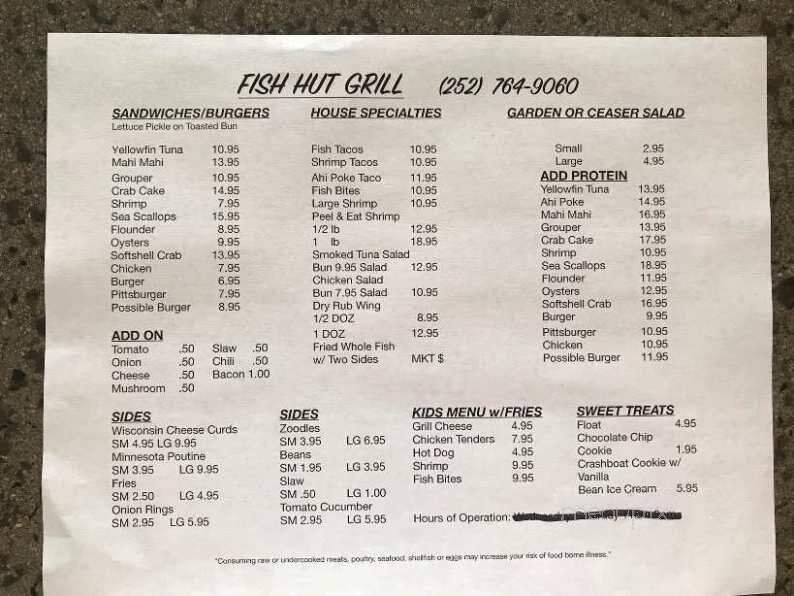 FISH HUT GRILL (252) 764-9060
SANDWICHES/BURGERS
Lettuce Pickle on Toasted Bun
Yellowfin Tuna 10.95
Mahi Mahi 13.95
Grouper 10.95
Crab Cake 14.95
Shrimp 7.95
Sea Scallops 15.95
Flounder 8.95
Oysters 9.95
Softshell Crab 13.95
Chicken 7.95
Burger 6.95
Pittsburger 7.95
Possible Burger 8.95
ADD ON
Tomato .50 Slaw .50
Onion .50 Chili .50
Cheese .50 Bacon 1.00
Mushroom .50
HOUSE SPECIALTIES
Fish Tacos 10.95
Shrimp Tacos 10.95
Ahi Poke Taco 11.95
Fish Bites 10.95
Large Shrimp 10.95
Peel & Eat Shrimp
1/2 lb 12.95
1 lb 18.95
Smoked Tuna Salad
Bun 9.95 Salad 12.95
Chicken Salad
Bun 7.95 Salad 10.95
Dry Rub Wing
1/2 DOZ 8.95
1 DOZ 12.95
Fried Whole Fish
w/ Two Sides MKT $
GARDEN OR CEASER SALAD
Small 2.95
Large 4.95
ADD PROTEIN
Yellowfin Tuna 13.95
Ahi Poke 14.95
Mahi Mahi 16.95
Grouper 13.95
Crab Cake 17.95
Shrimp 10.95
Sea Scallops 18.95
Flounder 11.95
Oysters 12.95
Softshell Crab 16.95
Burger 9.95
Pittsburger 10.95
Chicken 10.95
Possible Burger 11.95
SIDES
Wisconsin Cheese Curds
SM 4.95 LG 9.95
Minnesota Poutine
SM 3.95 LG 9.95
Fries
SM 2.50 LG 4.95
Onion Rings
SM 2.95 LG 5.95
SIDES
Zoodles
SM 3.95 LG 6.95
Beans
SM 1.95 LG 3.95
Slaw
SM .50 LG 1.00
Tomato Cucumber
SM 2.95 LG 5.95
KIDS MENU w/FRIES
Grill Cheese 4.95
Chicken Tenders 7.95
Hot Dog 4.95
Shrimp 9.95
Fish Bites 9.95
SWEET TREATS
Float 4.95
Chocolate Chip
Cookie 1.95
Crashboat Cookie w/
Vanilla
Bean Ice Cream 5.95
Hours of Operation:
"Consuming raw or undercooked meats, poultry, seafood, shellfish or eggs may increase your risk of food borne illness."